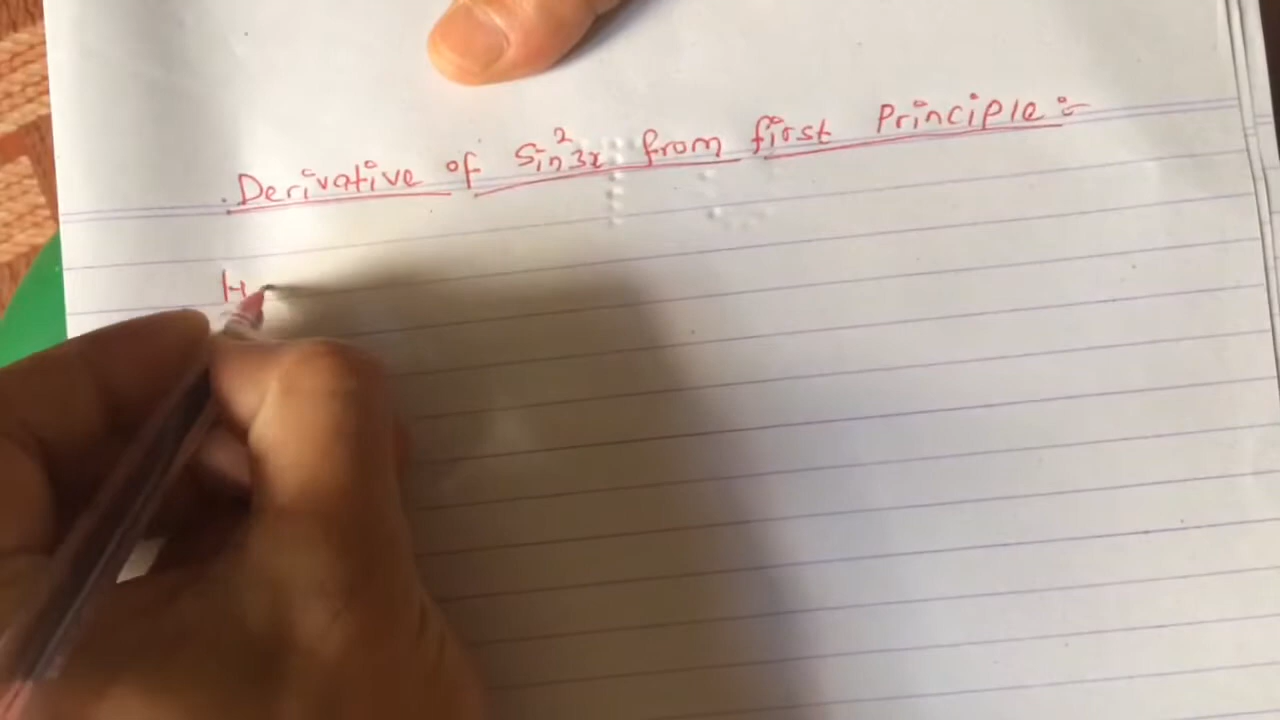 Derivative of Sin²3x from first Principle :-
H